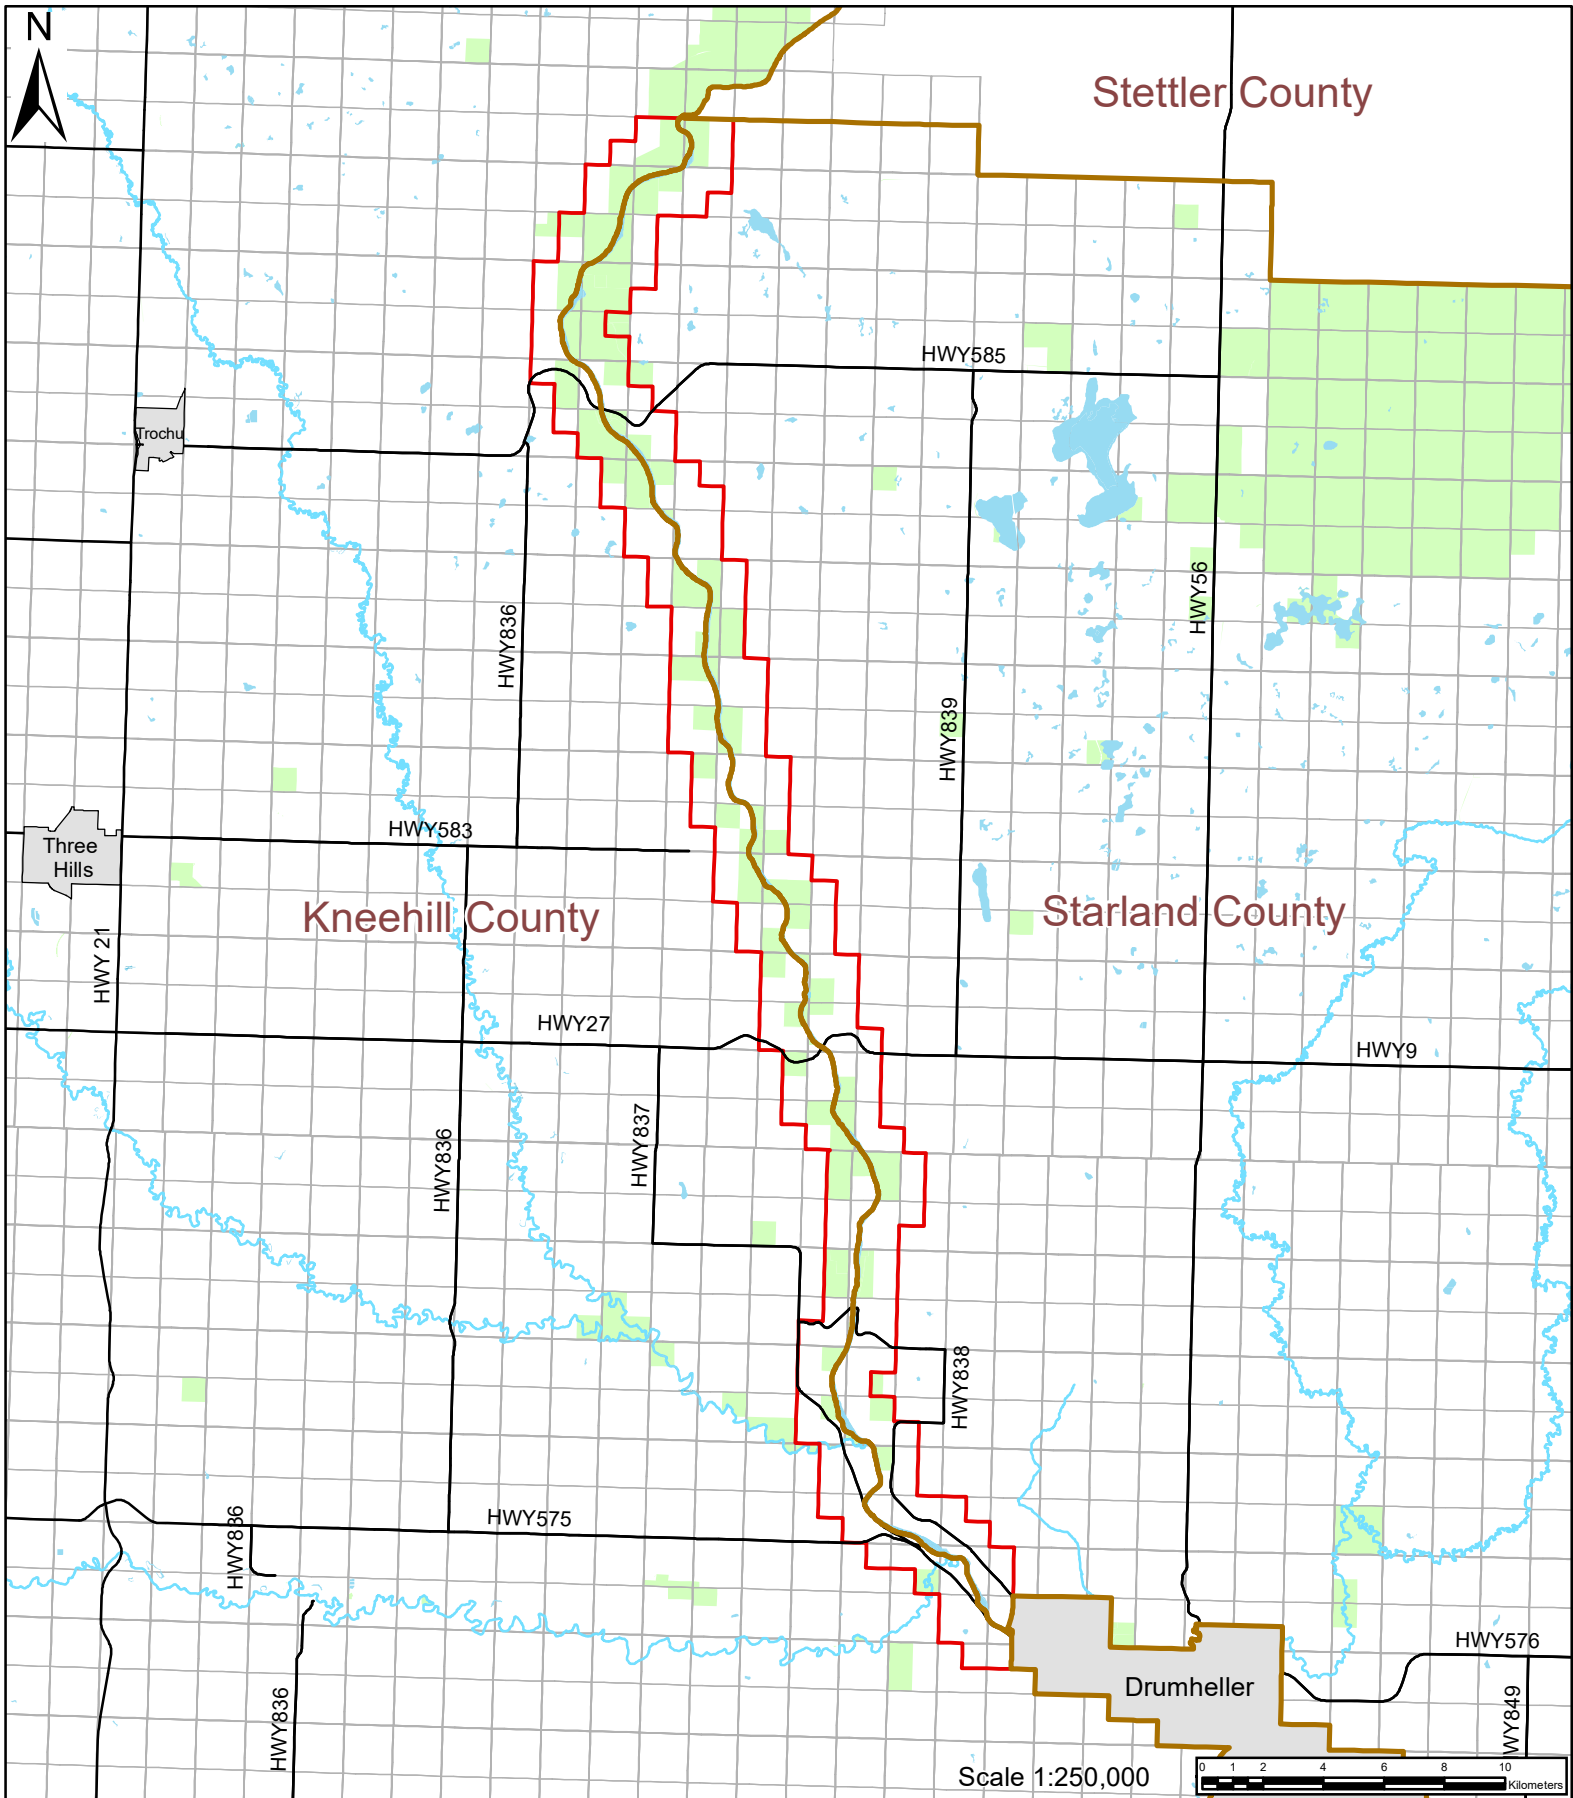 N
Stettler County
HWY585
Trochu
HWY56
HWY836
HWY839
HWY583
Three
Hills
Kneehill County
Starland County
HWY 21
HWY27
HWY9
HWY837
HWY836
HWY838
HWY575
HWY836
HWY576
Drumheller
HWY836
WY849
Scale 1:250,000
0 1 2 4 6 8 10
Kilometers